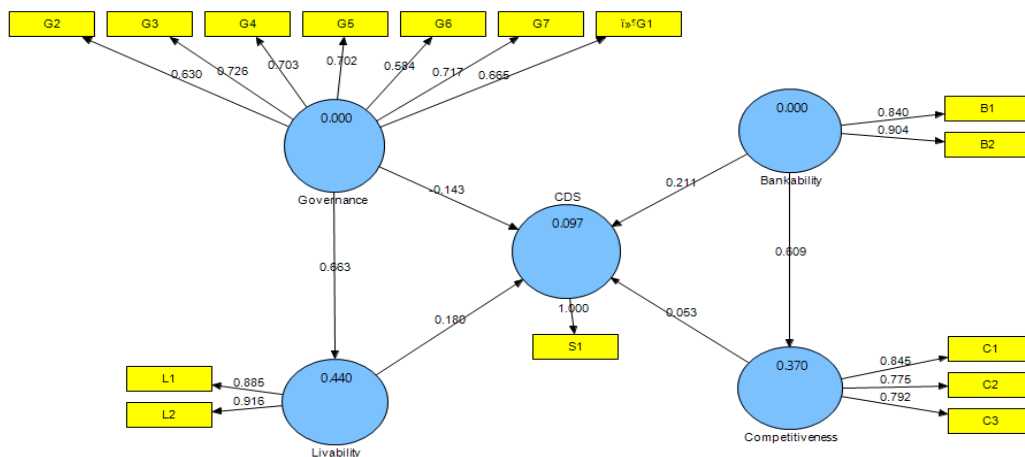 G2 G3 G4 G5 G6 G7 ï»¿G1
0.630 0.726 0.703 0.702 0.584 0.717 0.665
0.000
Governance
0.000
Bankability
0.840 B1
0.904 B2
-0.143
0.211
CDS
0.097
0.663
0.609
0.180
0.053
1.000
S1
0.440
Livability
L1 0.885
L2 0.916
0.370
Competitiveness
0.845 C1
0.775 C2
0.792 C3